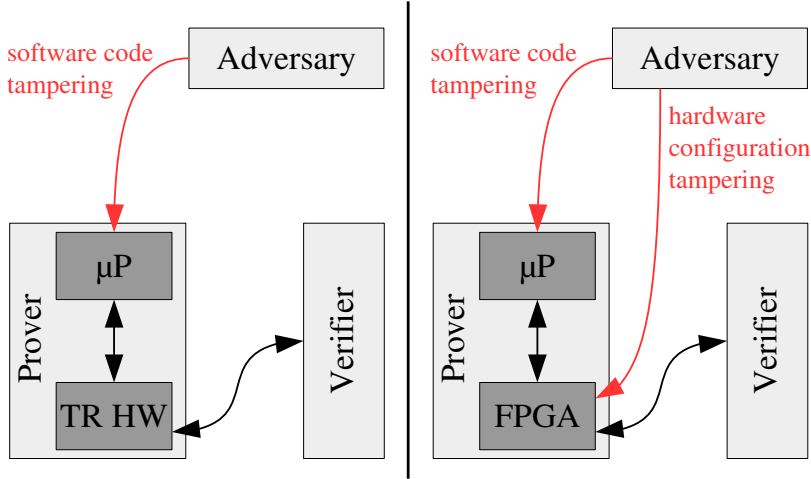 Adversary
software code
tampering
μP
Prover
TR HW
Verifier
Adversary
software code
tampering
hardware
configuration
tampering
μP
Prover
FPGA
Verifier